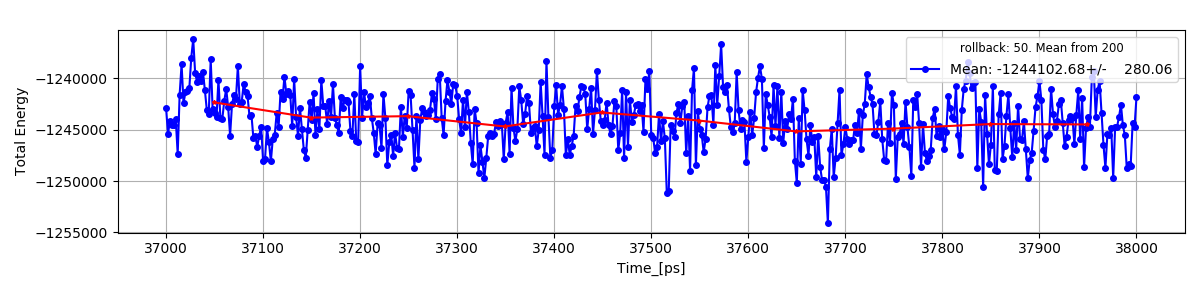 rollback: 50. Mean from 200
Mean: -1244102.68+/- 280.06
Total Energy
−1240000
−1245000
−1250000
−1255000
37000 37100 37200 37300 37400 37500 37600 37700 37800 37900 38000
Time_[ps]